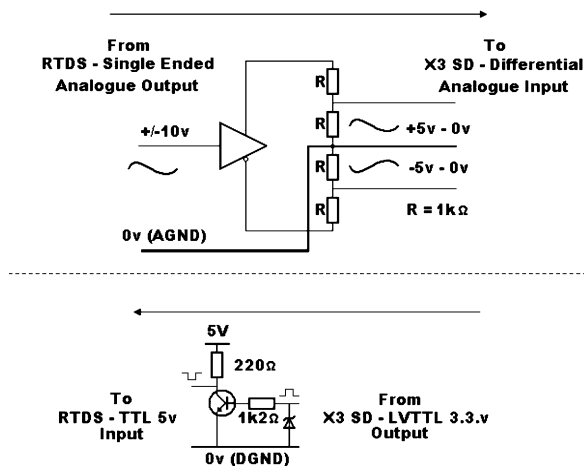 From
RTDS - Single Ended
Analogue Output
To
X3 SD - Differential
Analogue Input
+/-10v
R
R
R
R
+5v - 0v
-5v - 0v
R = 1kΩ
0v (AGND)
5V
220Ω
1k2Ω
0v (DGND)
To
RTDS - TTL 5v
Input
From
X3 SD - LVTTL 3.3.v
Output